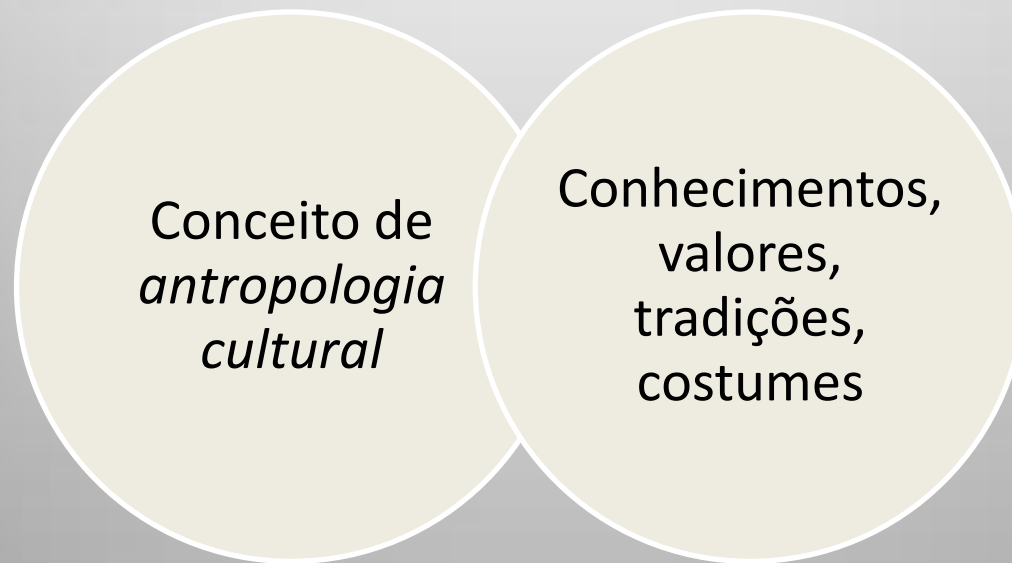 Conceito de
antropologia
cultural
Conhecimentos,
valores,
tradições,
costumes